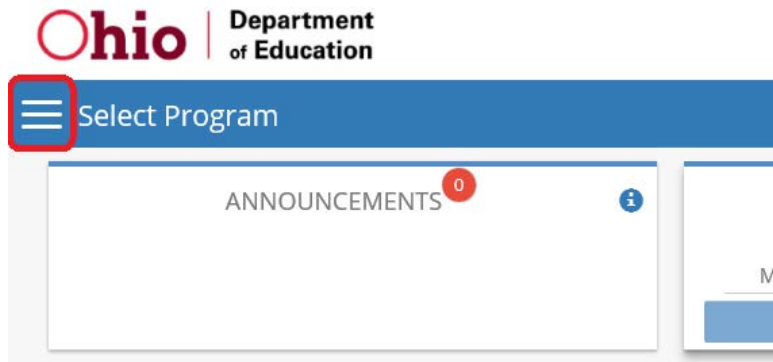 Ohio Department
of Education
Select Program
ANNOUNCEMENTS 0
M